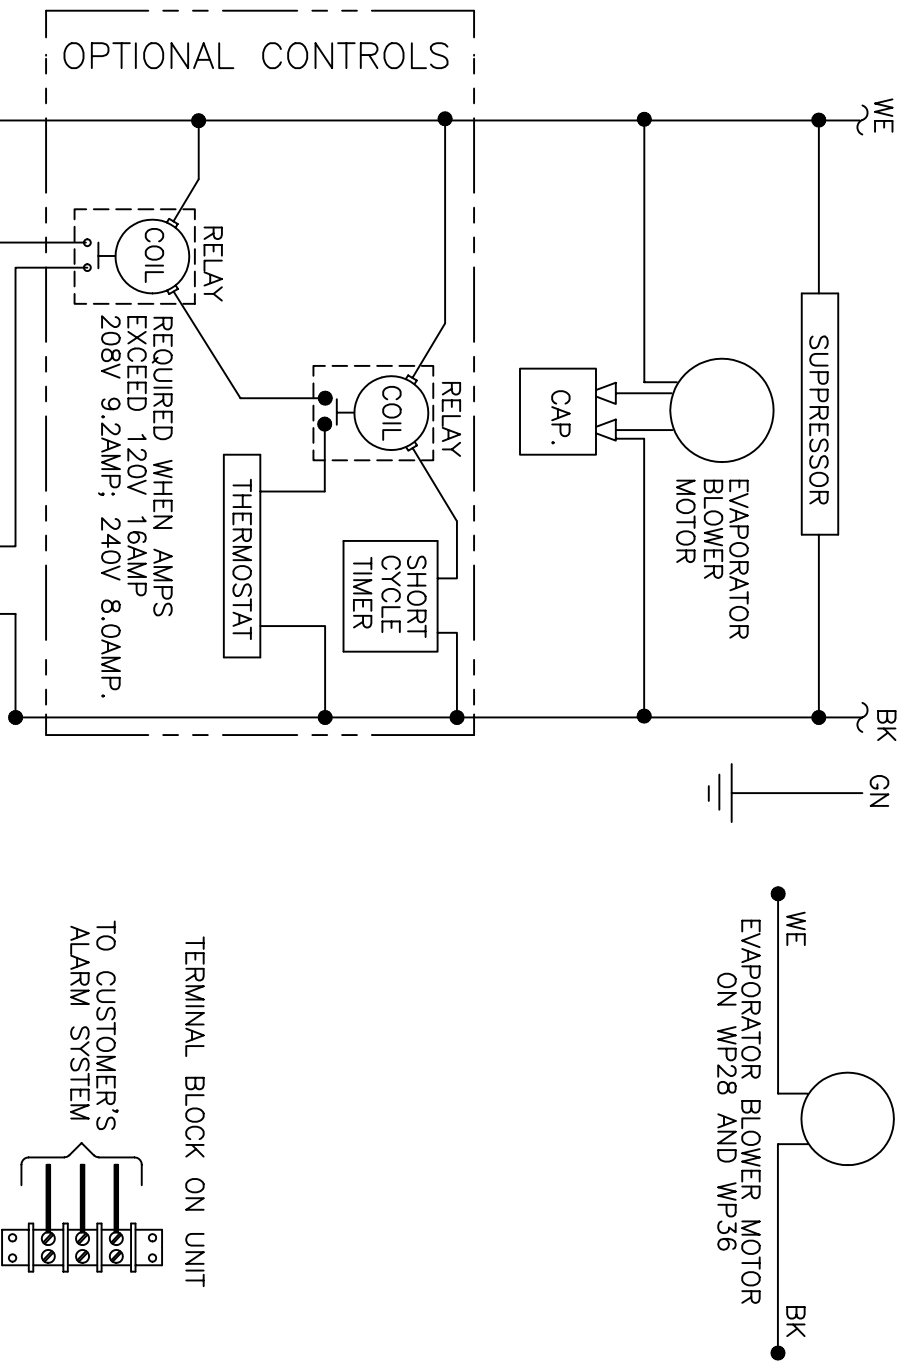 OPTIONAL CONTROLS
WE
BK
GN
SUPPRESSOR
EVAPORATOR
BLOWER
MOTOR
CAP.
RELAY
COIL
SHORT
CYCLE
TIMER
THERMOSTAT
RELAY
COIL
REQUIRED WHEN AMPS
EXCEED 120V 16AMP
208V 9.2AMP; 240V 8.0AMP.
WE
BK
EVAPORATOR BLOWER MOTOR
ON WP28 AND WP36
TERMINAL BLOCK ON UNIT
TO CUSTOMER'S
ALARM SYSTEM